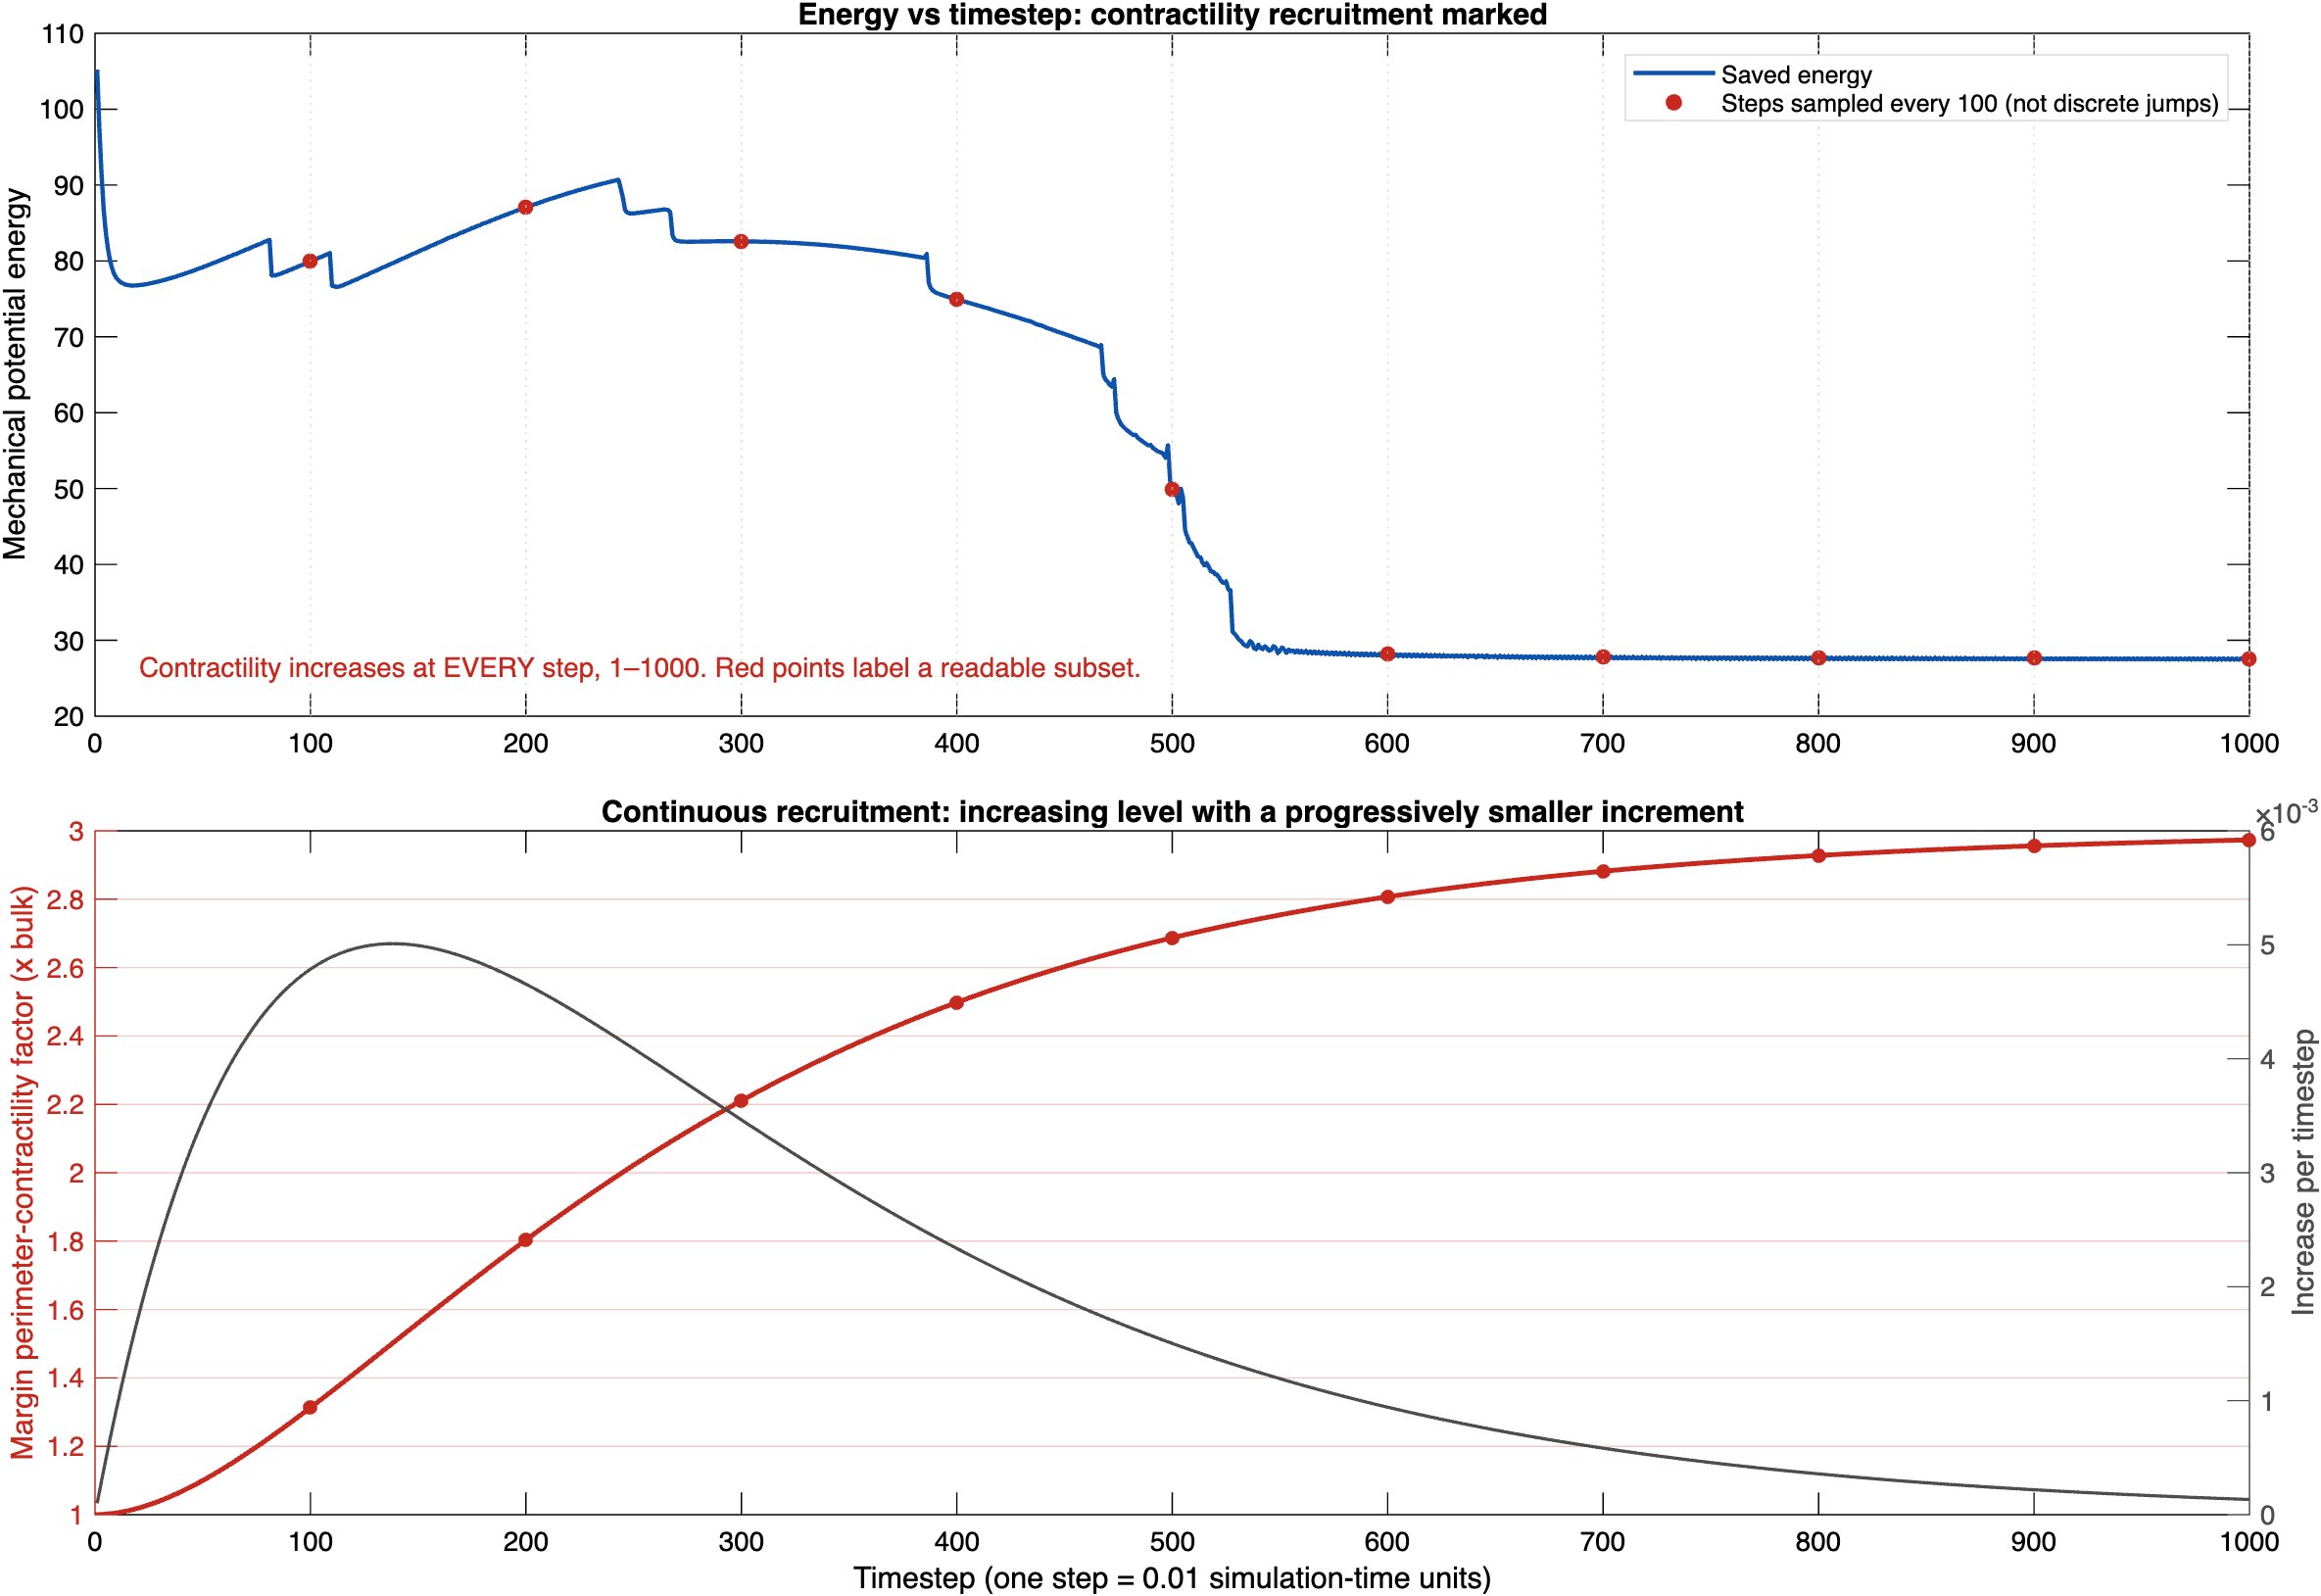 Energy vs timestep: contractility recruitment marked
Mechanical potential energy
110
100
90
80
70
60
50
40
30
20
Saved energy
Steps sampled every 100 (not discrete jumps)
Contractility increases at EVERY step, 1–1000. Red points label a readable subset.
0 100 200 300 400 500 600 700 800 900 1000
Continuous recruitment: increasing level with a progressively smaller increment
Margin perimeter-contractility factor (x bulk)
3
2.8
2.6
2.4
2.2
2
1.8
1.6
1.4
1.2
1
×10-3
6
5
4
3
2
1
0
Increase per timestep
0 100 200 300 400 500 600 700 800 900 1000
Timestep (one step = 0.01 simulation-time units)